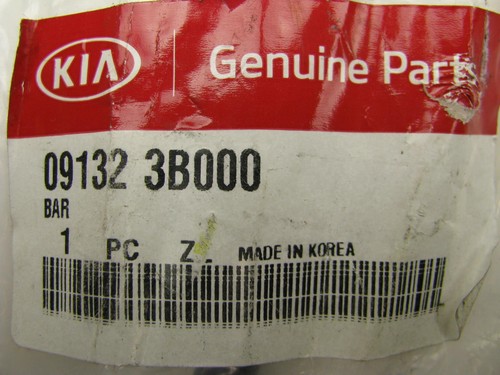 KIA Genuine Parts
09132 3B000
BAR
1 PC Z. MADE IN KOREA